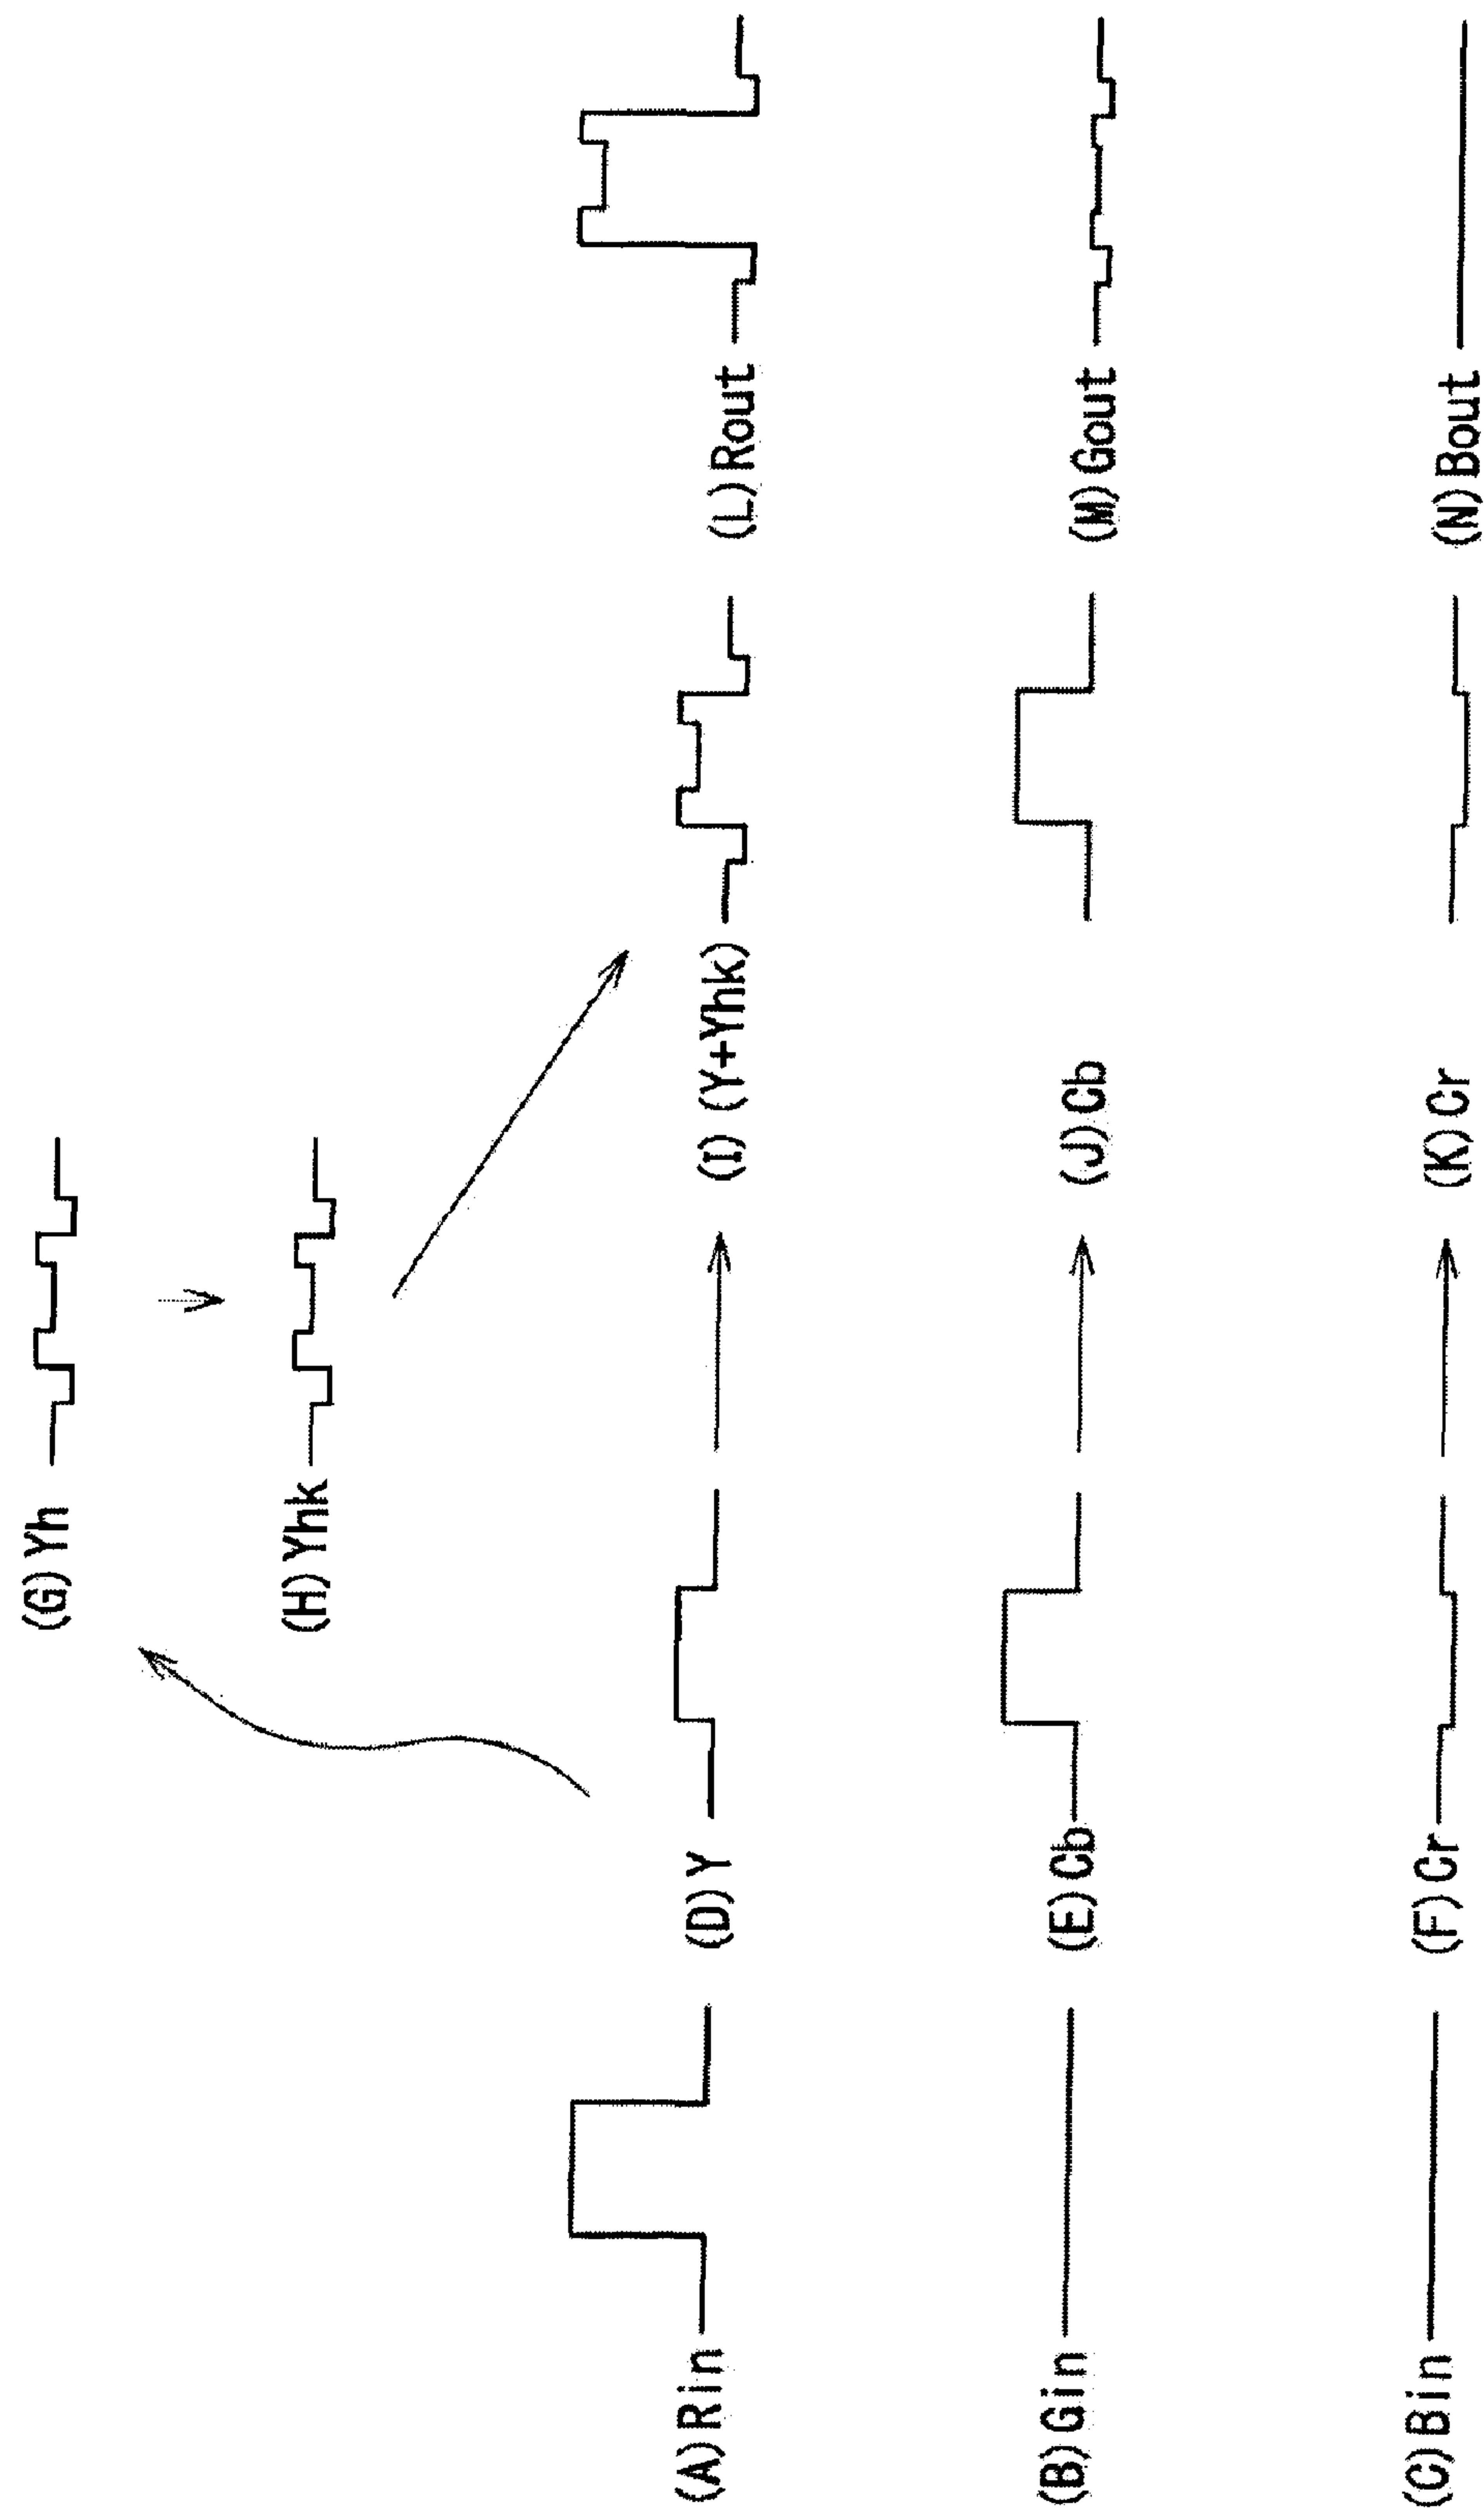 (G) Yh
(H) Yhk
(A) Rin
(D) Y
(I) (Y+Yhk)
(L) Rout
(B) Gin
(E) Cb
(J) Cb
(M) Gout
(C) Bin
(F) Cr
(K) Cr
(N) Bout